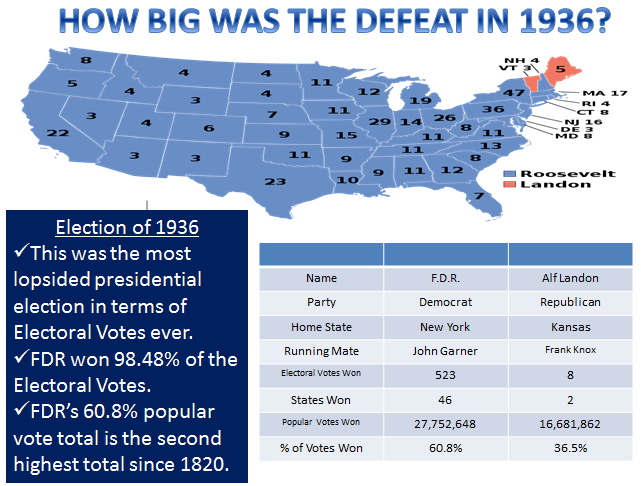 HOW BIG WAS THE DEFEAT IN 1936?
8
5
4
4
4
3
3
22
4
6
3
3
4
4
7
9
11
23
11
12
11
15
9
10
29
19
14
26
11
11
9
11
12
7
8
13
11
8
36
47
NH 4
VT 3
5
MA 17
RI 4
CT 8
NJ 16
DE 3
MD 8
Roosevelt
Landon
Election of 1936
✓This was the most
lopsided presidential
election in terms of
Electoral Votes ever.
✓FDR won 98.48% of the
Electoral Votes.
✓FDR's 60.8% popular
vote total is the second
highest total since 1820.
Name F.D.R. Alf Landon
Party Democrat Republican
Home State New York Kansas
Running Mate John Garner Frank Knox
Electoral Votes Won 523 8
States Won 46 2
Popular Votes Won 27,752,648 16,681,862
% of Votes Won 60.8% 36.5%